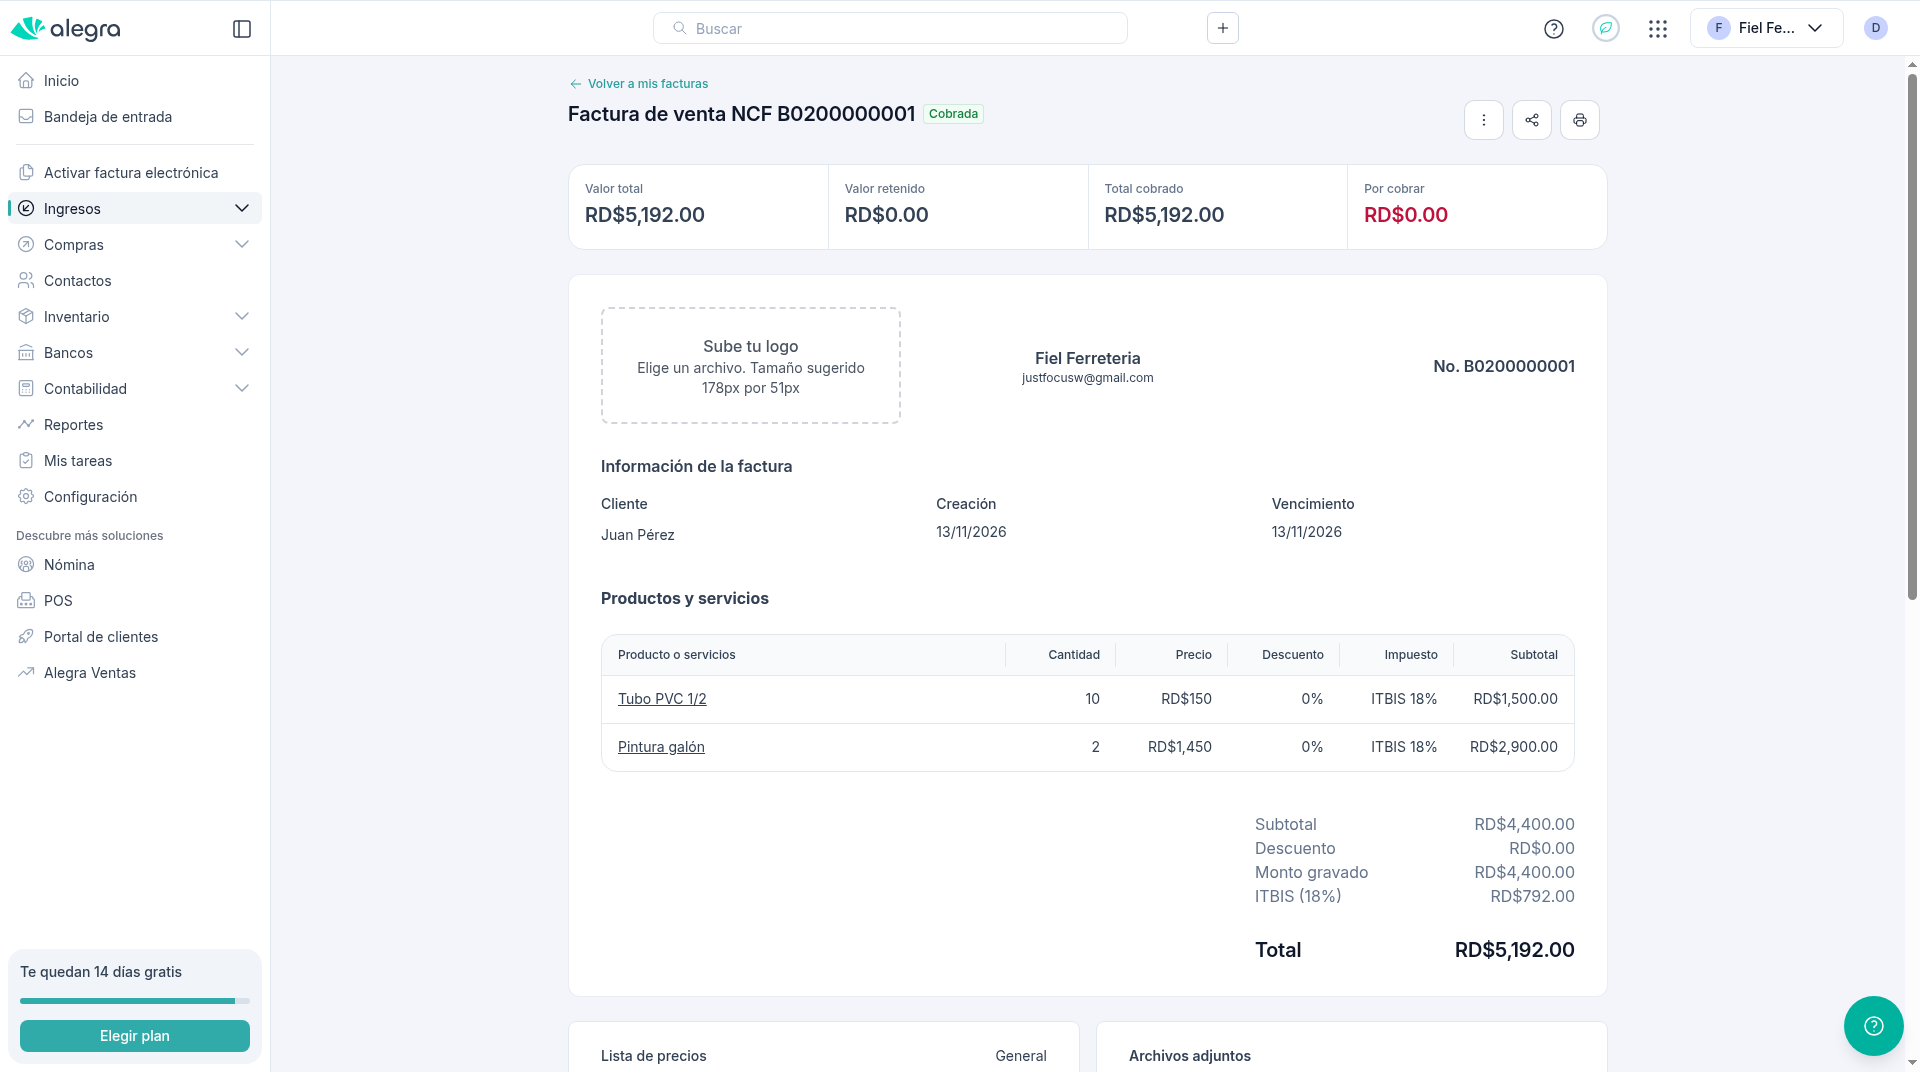 alegra
Buscar
F
Fiel Fe...
D
Inicio
Bandeja de entrada
Activar factura electrónica
Ingresos
Compras
Contactos
Inventario
Bancos
Contabilidad
Reportes
Mis tareas
Configuración
Descubre más soluciones
Nómina
POS
Portal de clientes
Alegra Ventas
Te quedan 14 días gratis
Elegir plan
← Volver a mis facturas
Factura de venta NCF B0200000001 Cobrada
Valor total
RD$5,192.00
Valor retenido
RD$0.00
Total cobrado
RD$5,192.00
Por cobrar
RD$0.00
Sube tu logo
Elige un archivo. Tamaño sugerido
178px por 51px
Fiel Ferreteria
justfocusw@gmail.com
No. B0200000001
Información de la factura
Cliente
Juan Pérez
Creación
13/11/2026
Vencimiento
13/11/2026
Productos y servicios
Producto o servicios Cantidad Precio Descuento Impuesto Subtotal
Tubo PVC 1/2 10 RD$150 0% ITBIS 18% RD$1,500.00
Pintura galón 2 RD$1,450 0% ITBIS 18% RD$2,900.00
Subtotal RD$4,400.00
Descuento RD$0.00
Monto gravado RD$4,400.00
ITBIS (18%) RD$792.00
Total RD$5,192.00
Lista de precios General
Archivos adjuntos